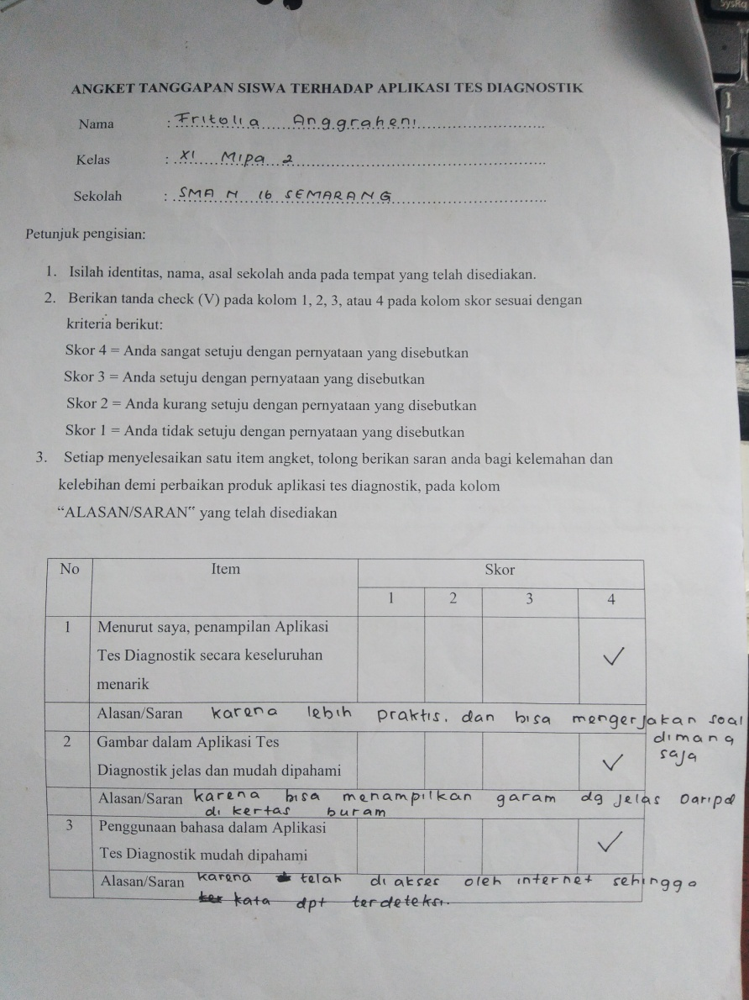 SysRq
ANGKET TANGGAPAN SISWA TERHADAP APLIKASI TES DIAGNOSTIK
Nama : Fritolia Anggraheni
Kelas : XI Mipa 2
Sekolah : SMA N 16 SEMARANG
Petunjuk pengisian:
1. Isilah identitas, nama, asal sekolah anda pada tempat yang telah disediakan.
2. Berikan tanda check (V) pada kolom 1, 2, 3, atau 4 pada kolom skor sesuai dengan
kriteria berikut:
Skor 4 = Anda sangat setuju dengan pernyataan yang disebutkan
Skor 3 = Anda setuju dengan pernyataan yang disebutkan
Skor 2 = Anda kurang setuju dengan pernyataan yang disebutkan
Skor 1 = Anda tidak setuju dengan pernyataan yang disebutkan
3. Setiap menyelesaikan satu item angket, tolong berikan saran anda bagi kelemahan dan
kelebihan demi perbaikan produk aplikasi tes diagnostik, pada kolom
“ALASAN/SARAN” yang telah disediakan
No Item Skor
1 2 3 4
1 Menurut saya, penampilan Aplikasi
Tes Diagnostik secara keseluruhan ✓
menarik
Alasan/Saran karena lebih praktis. dan bisa mengerjakan soal
dimana
saja
2 Gambar dalam Aplikasi Tes
Diagnostik jelas dan mudah dipahami ✓
Alasan/Saran karena bisa menampilkan garam dg jelas Daripd
di kertas buram
3 Penggunaan bahasa dalam Aplikasi
Tes Diagnostik mudah dipahami ✓
Alasan/Saran karena telah di akses oleh internet sehingga
kata dpt terdeteksi.